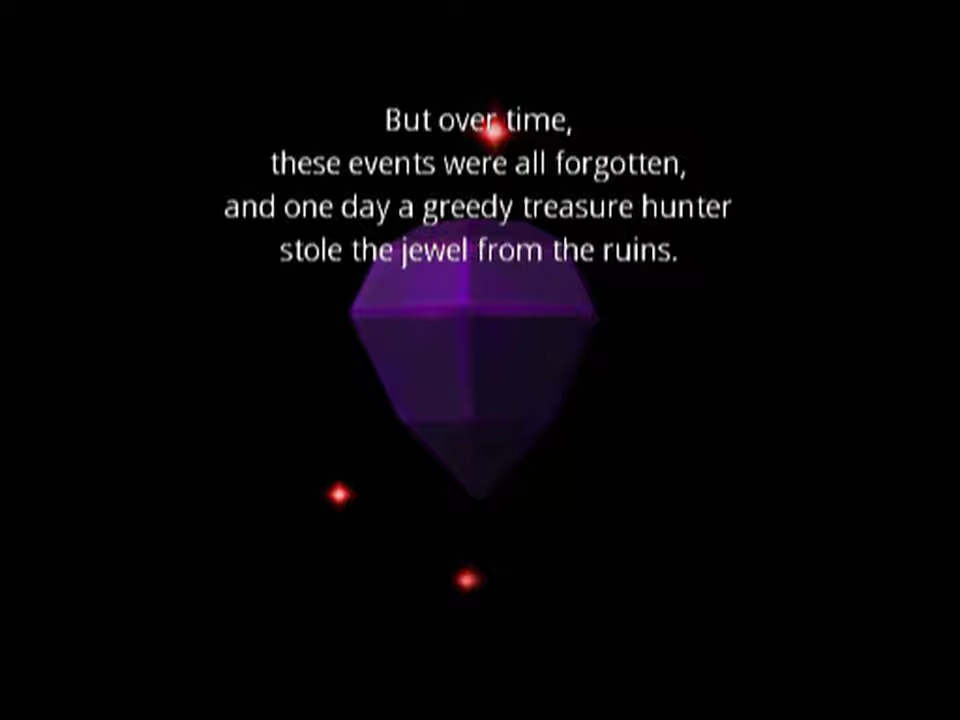 But over time,
these events were all forgotten,
and one day a greedy treasure hunter
stole the jewel from the ruins.